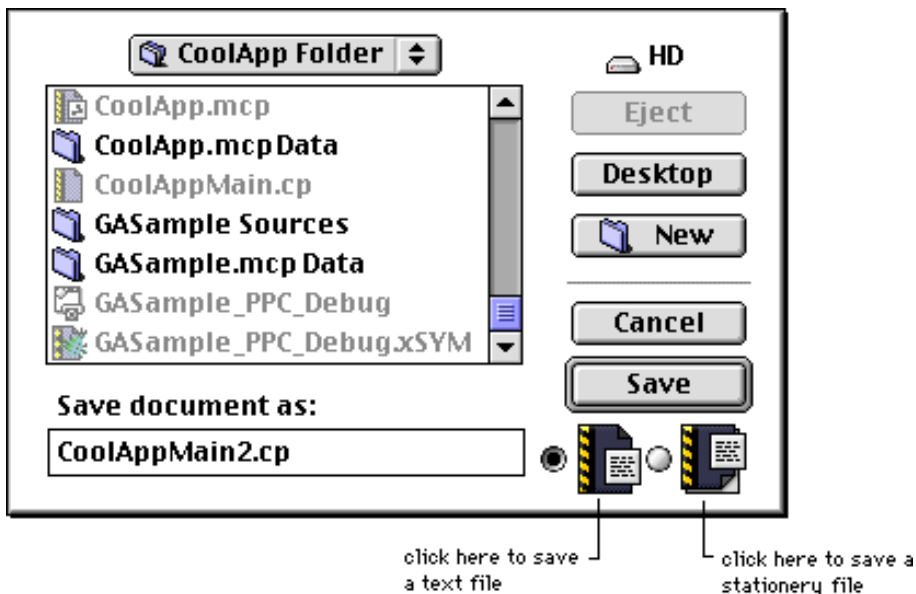 CoolApp Folder
HD
CoolApp.mcp
CoolApp.mcp Data
CoolAppMain.cp
GASample Sources
GASample.mcp Data
GASample_PPC_Debug
GASample_PPC_Debug.xSYM
Eject
Desktop
New
Cancel
Save
Save document as:
CoolAppMain2.cp
click here to save
a text file
click here to save a
stationery file